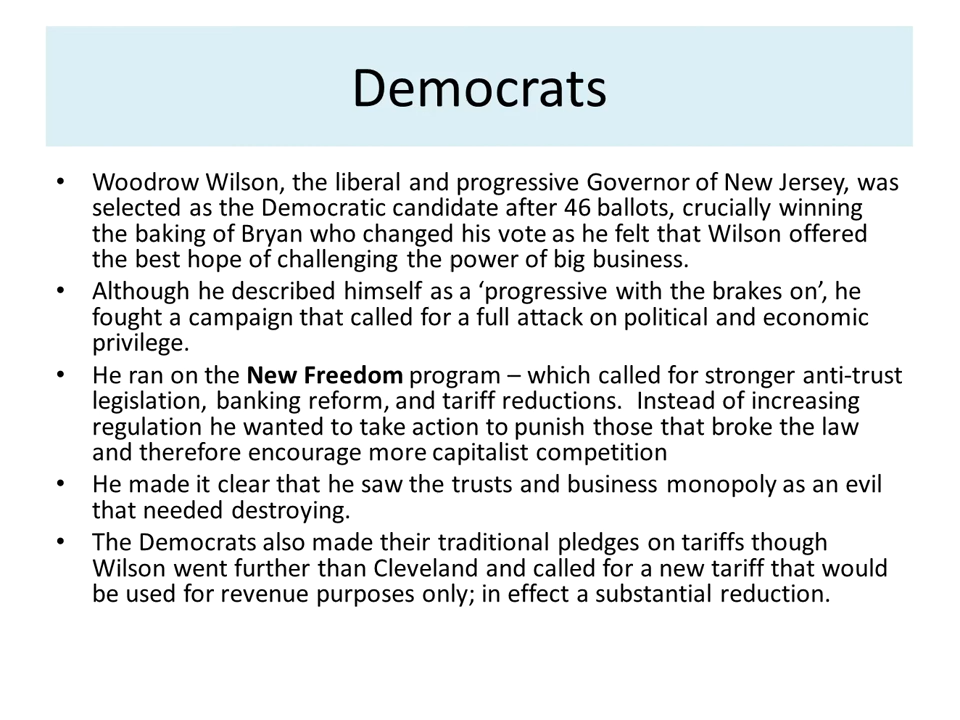 Democrats
• Woodrow Wilson, the liberal and progressive Governor of New Jersey, was
selected as the Democratic candidate after 46 ballots, crucially winning
the baking of Bryan who changed his vote as he felt that Wilson offered
the best hope of challenging the power of big business.
• Although he described himself as a ‘progressive with the brakes on’, he
fought a campaign that called for a full attack on political and economic
privilege.
• He ran on the New Freedom program – which called for stronger anti-trust
legislation, banking reform, and tariff reductions.  Instead of increasing
regulation he wanted to take action to punish those that broke the law
and therefore encourage more capitalist competition
• He made it clear that he saw the trusts and business monopoly as an evil
that needed destroying.
• The Democrats also made their traditional pledges on tariffs though
Wilson went further than Cleveland and called for a new tariff that would
be used for revenue purposes only; in effect a substantial reduction.